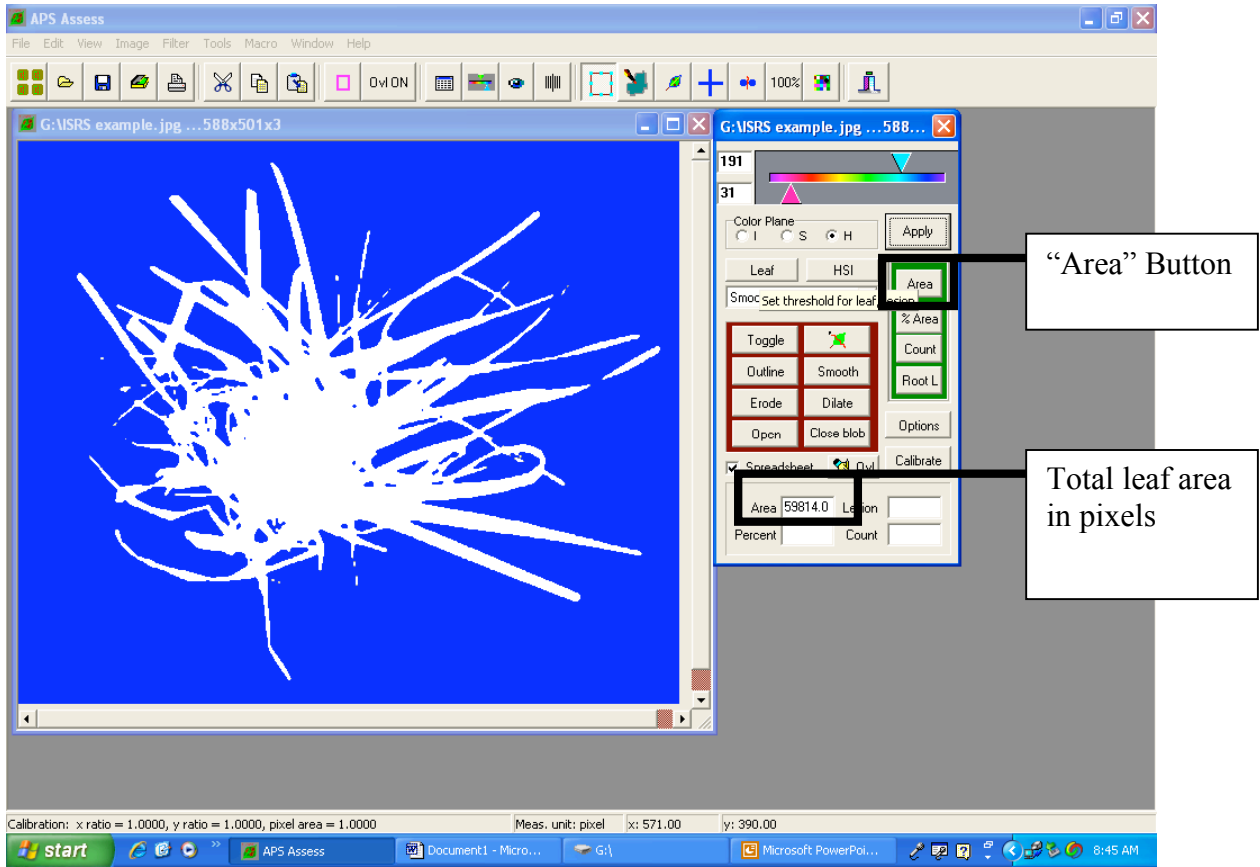 APS Assess
File Edit View Image Filter Tools Macro Window Help
Ovl ON
100%
G:\ISRS example.jpg ...588x501x3
G:\ISRS example.jpg ...588...
191
31
Color Plane
I S H
Apply
Leaf HSI
Area
Smoo
Set threshold for leaf
% Area
Toggle
Count
Outline Smooth
Root L
Erode Dilate
Open Close blob
Options
Spreadsheet Ovl
Calibrate
Area 59814.0 Lesion
Percent Count
“Area” Button
Total leaf area
in pixels
Calibration: x ratio = 1.0000, y ratio = 1.0000, pixel area = 1.0000 Meas. unit: pixel x: 571.00 y: 390.00
start APS Assess Document1 - Micro... G:\ Microsoft PowerPoi... 8:45 AM